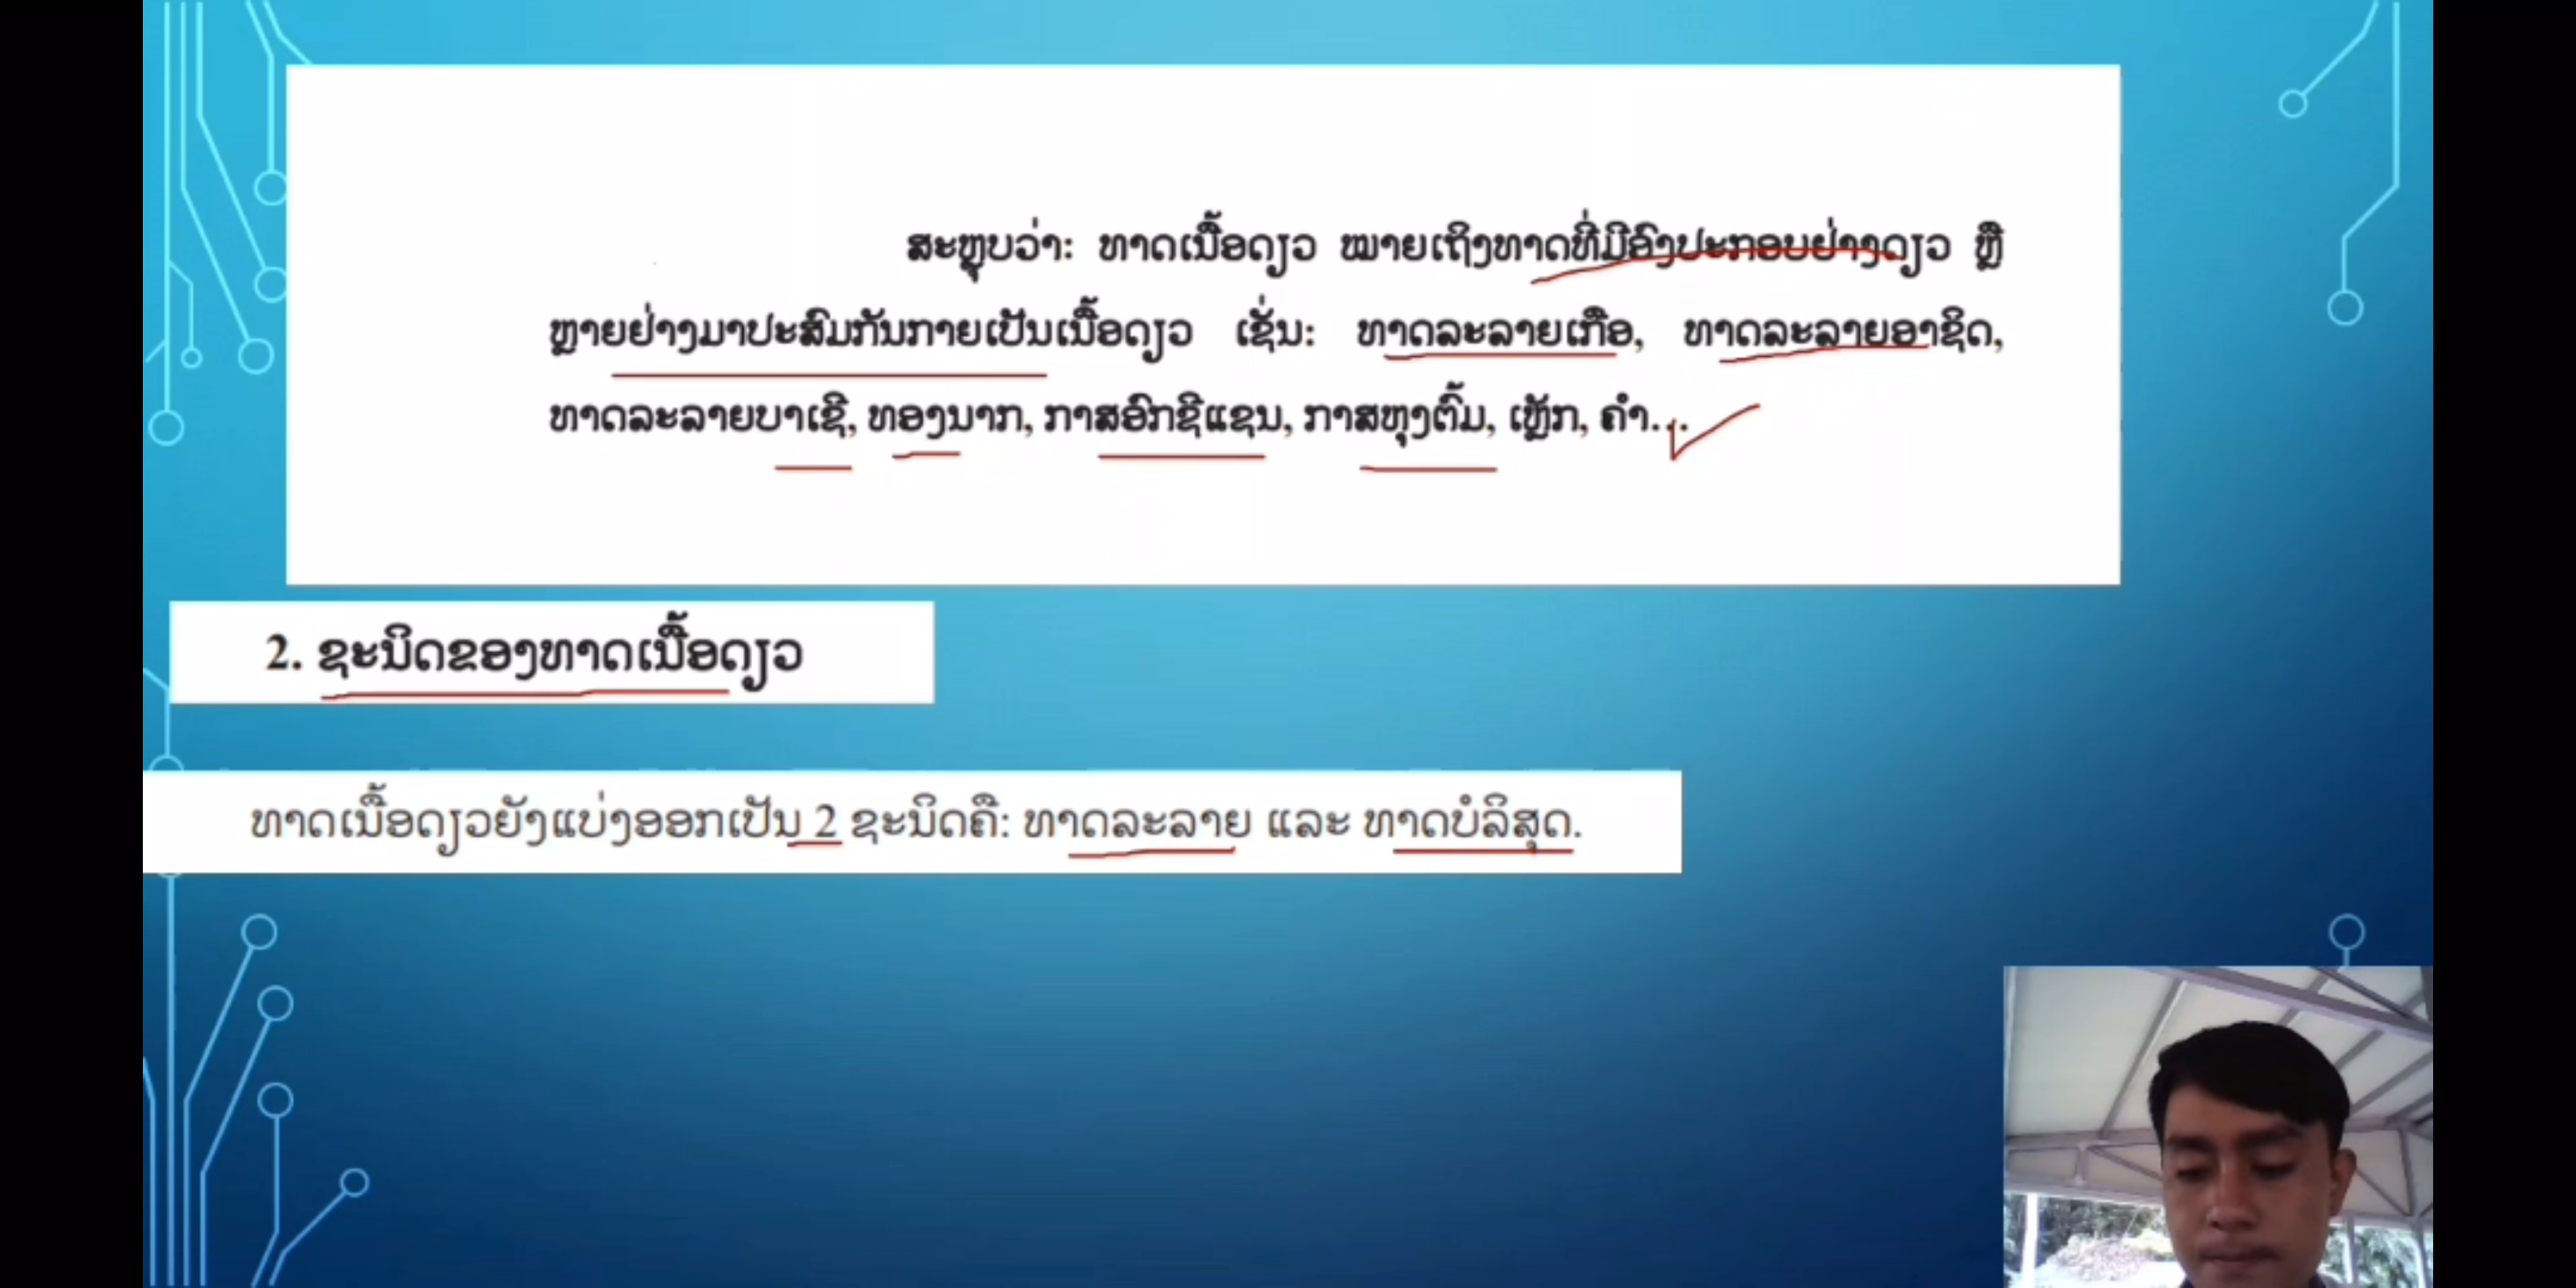 ສະຫຼຸບວ່າ: ທາດເນື້ອດຽວ ໝາຍເຖິງທາດທີ່ມີອົງປະກອບຢ່າງດຽວ ຫຼື
ຫຼາຍຢ່າງມາປະສົມກັນກາຍເປັນເນື້ອດຽວ ເຊັ່ນ: ທາດລະລາຍເກືອ, ທາດລະລາຍອາຊິດ,
ທາດລະລາຍບາເຊີ, ທອງນາກ, ກາສອົກຊີແຊນ, ກາສຫຸງຕົ້ມ, ເຫຼັກ, ຄຳ...
2. ຊະນິດຂອງທາດເນື້ອດຽວ
ທາດເນື້ອດຽວຍັງແບ່ງອອກເປັນ 2 ຊະນິດຄື: ທາດລະລາຍ ແລະ ທາດບໍລິສຸດ.